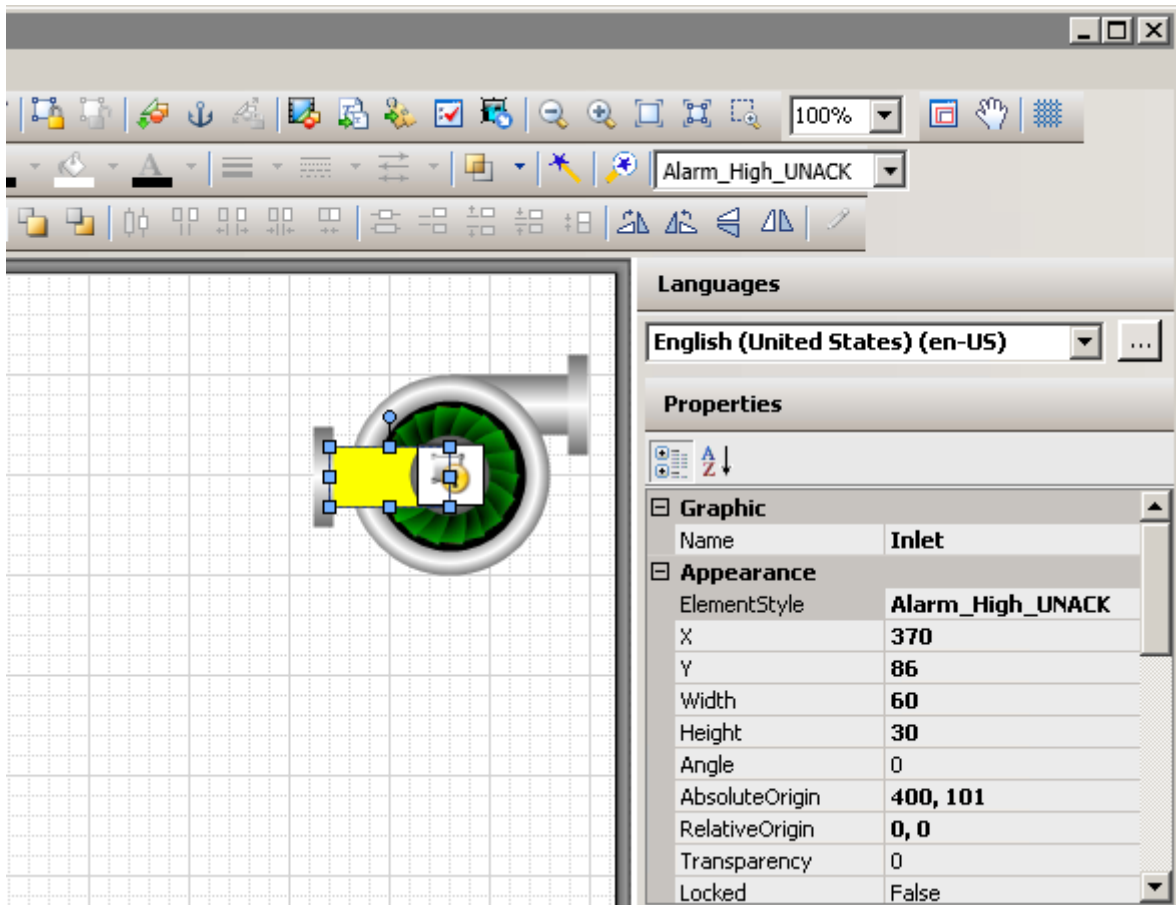 100%
A
Alarm_High_UNACK
Languages
English (United States) (en-US)
...
Properties
A
Z
Graphic
Name Inlet
Appearance
ElementStyle Alarm_High_UNACK
X 370
Y 86
Width 60
Height 30
Angle 0
AbsoluteOrigin 400, 101
RelativeOrigin 0, 0
Transparency 0
Locked False